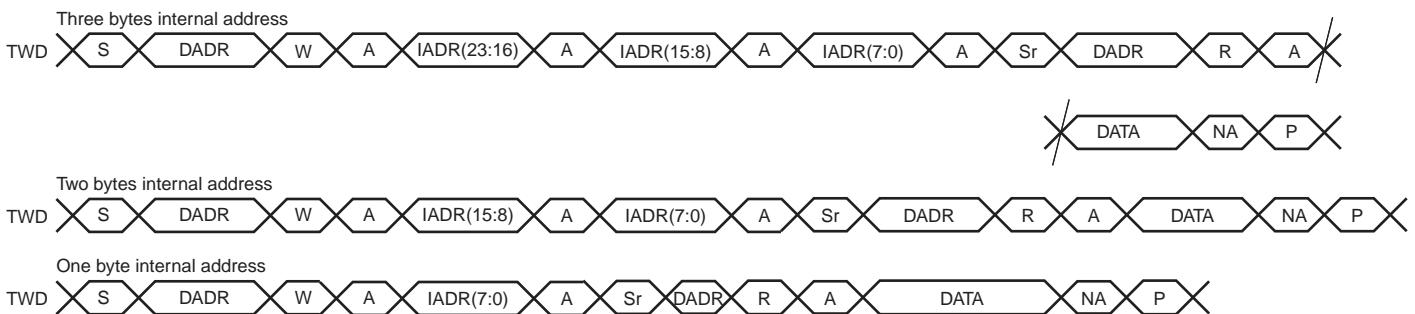 Three bytes internal address
TWD S DADR W A IADR(23:16) A IADR(15:8) A IADR(7:0) A Sr DADR R A
DATA NA P
Two bytes internal address
TWD S DADR W A IADR(15:8) A IADR(7:0) A Sr DADR R A DATA NA P
One byte internal address
TWD S DADR W A IADR(7:0) A Sr DADR R A DATA NA P